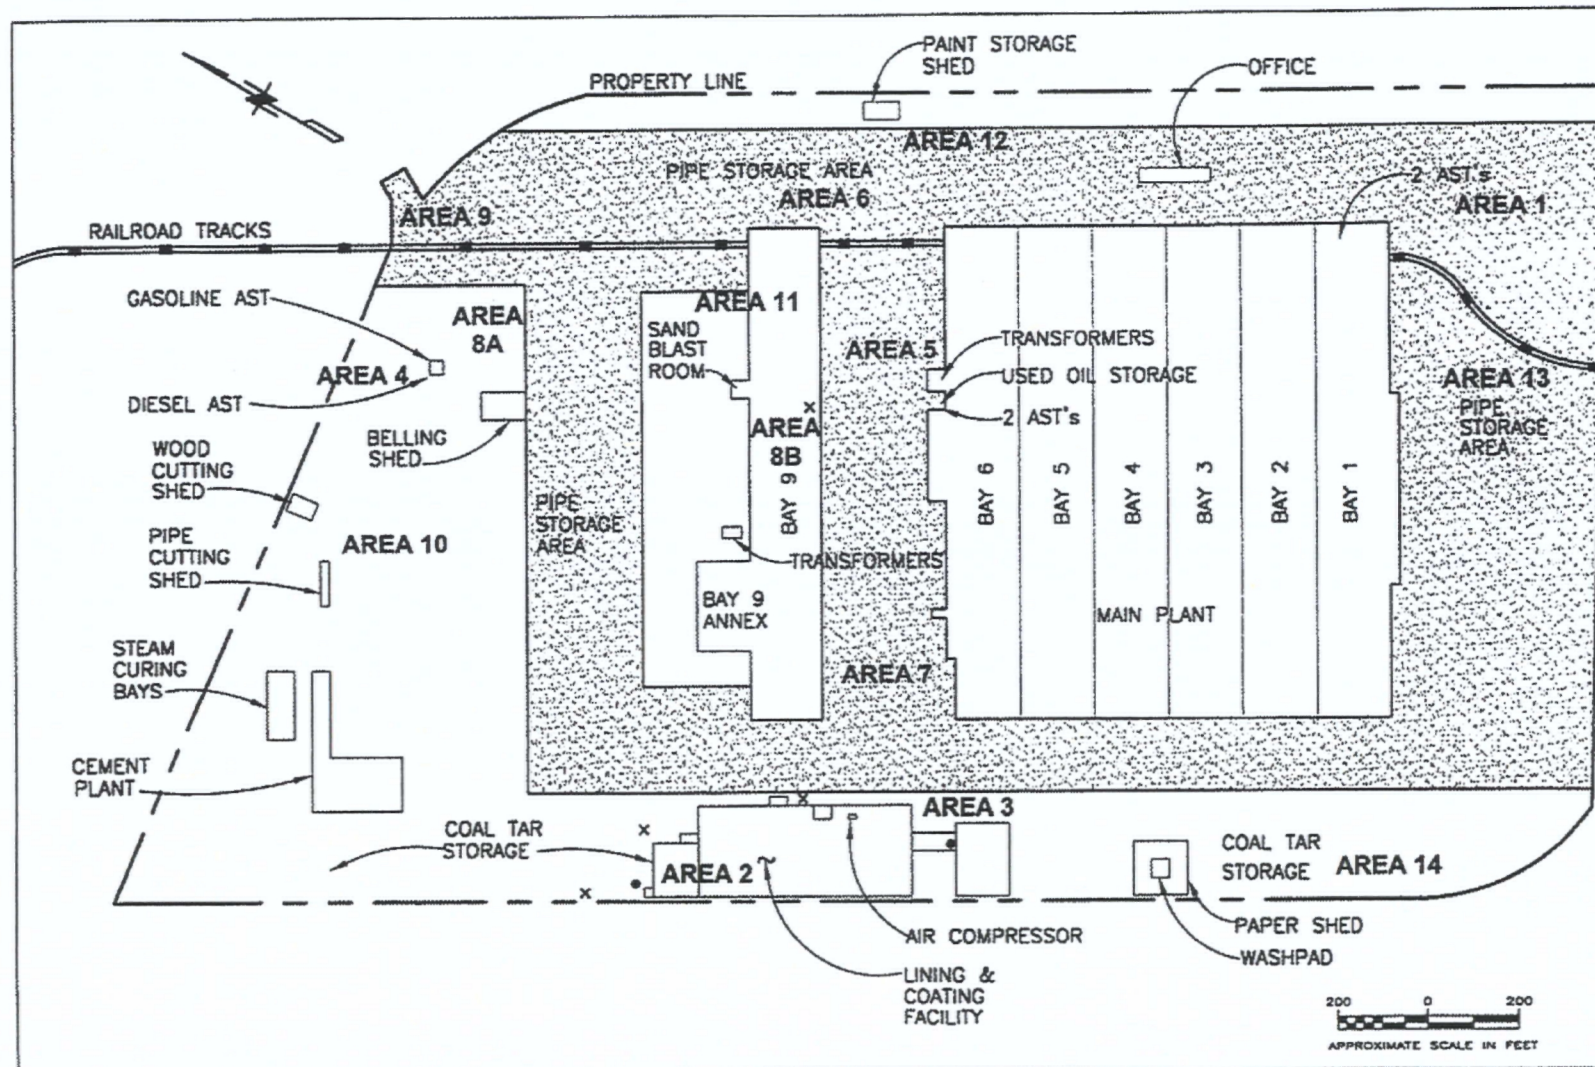 PAINT STORAGE
SHED
OFFICE
PROPERTY LINE
AREA 12
PIPE STORAGE AREA
AREA 6
2 AST's
AREA 1
AREA 9
RAILROAD TRACKS
GASOLINE AST
AREA
8A
AREA 11
SAND
BLAST
ROOM
AREA 5
TRANSFORMERS
USED OIL STORAGE
2 AST's
AREA 4
DIESEL AST
AREA 13
PIPE
STORAGE
AREA
BELLING
SHED
WOOD
CUTTING
SHED
AREA
8B
BAY 9
BAY 6
BAY 5
BAY 4
BAY 3
BAY 2
BAY 1
PIPE
STORAGE
AREA
AREA 10
PIPE
CUTTING
SHED
TRANSFORMERS
BAY 9
ANNEX
MAIN PLANT
STEAM
CURING
BAYS
AREA 7
CEMENT
PLANT
AREA 3
COAL TAR
STORAGE
AREA 2
COAL TAR
STORAGE
AREA 14
AIR COMPRESSOR
PAPER SHED
WASHPAD
LINING &
COATING
FACILITY
200 0 200
APPROXIMATE SCALE IN FEET